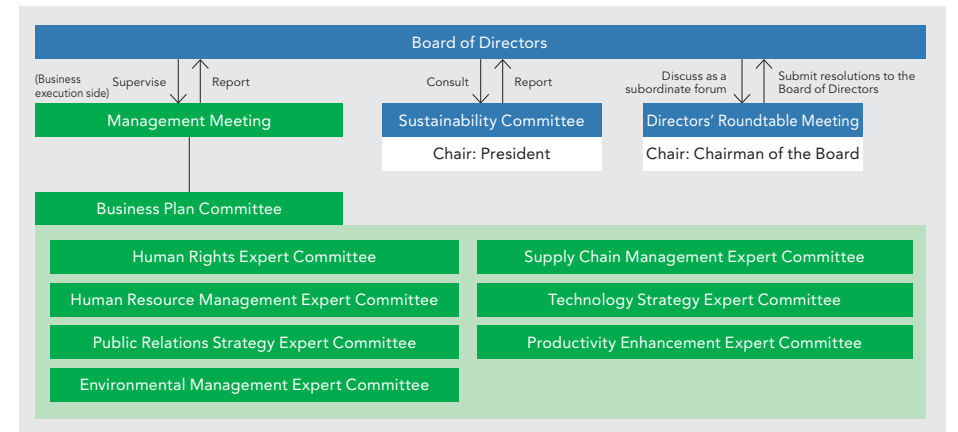 Board of Directors
(Business
execution side)
Supervise
Report
Consult
Report
Discuss as a
subordinate forum
Submit resolutions to the
Board of Directors
Management Meeting
Sustainability Committee
Directors’ Roundtable Meeting
Chair: President
Chair: Chairman of the Board
Business Plan Committee
Human Rights Expert Committee
Supply Chain Management Expert Committee
Human Resource Management Expert Committee
Technology Strategy Expert Committee
Public Relations Strategy Expert Committee
Productivity Enhancement Expert Committee
Environmental Management Expert Committee